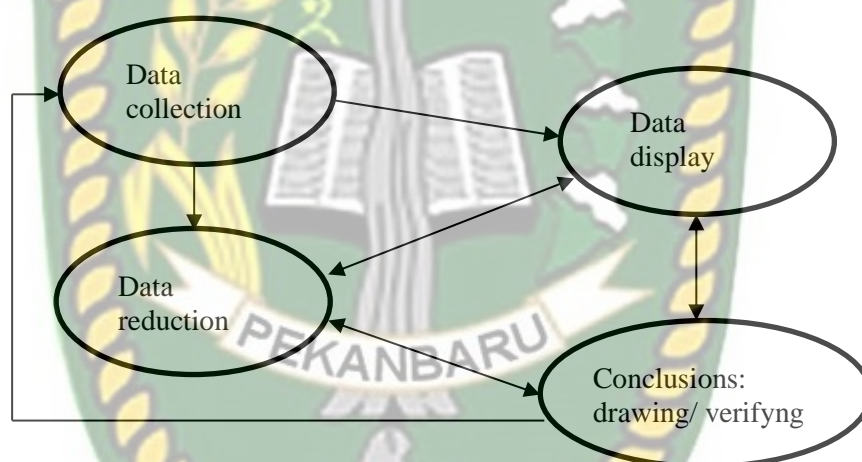 Data
collection
Data
display
Data
reduction
PEKANBARU
Conclusions:
drawing/ verifyng